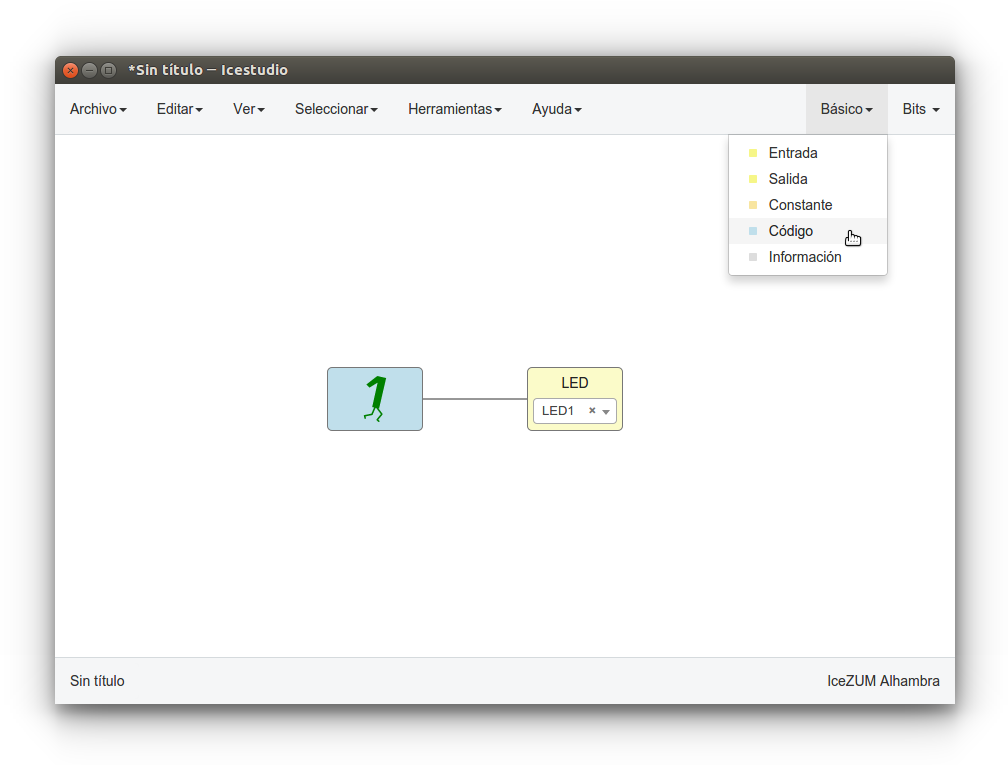 *Sin título — Icestudio
Archivo Editar Ver Seleccionar Herramientas Ayuda Básico Bits
Entrada
Salida
Constante
Código
Información
1
LED
LED1 ×
Sin título IceZUM Alhambra